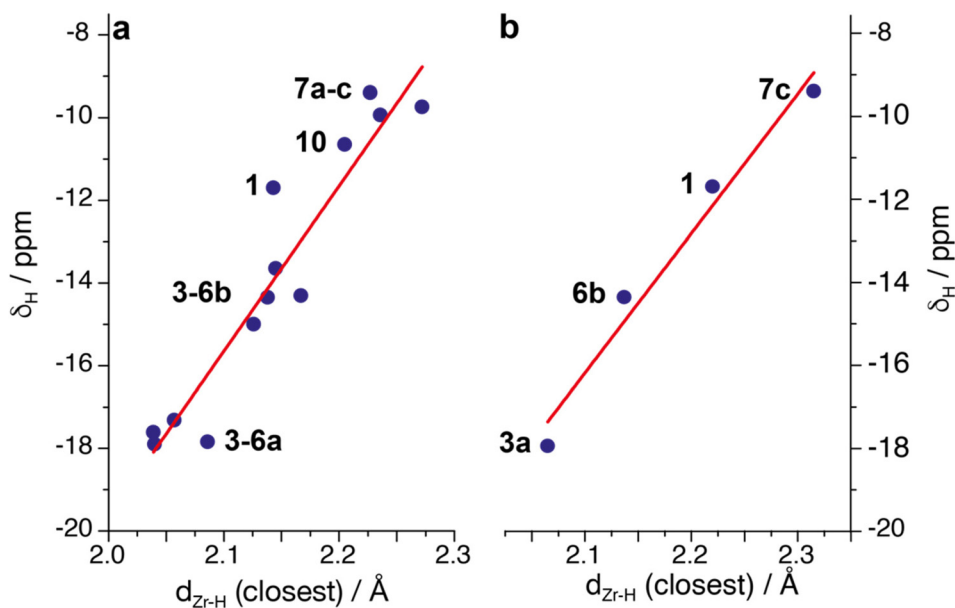 a
-8
-10
-12
-14
-16
-18
-20
δH / ppm
7a-c
10
1
3-6b
3-6a
2.0 2.1 2.2 2.3
dZr-H (closest) / Å
b
7c
1
6b
3a
-8
-10
-12
-14
-16
-18
-20
δH / ppm
2.1 2.2 2.3
dZr-H (closest) / Å